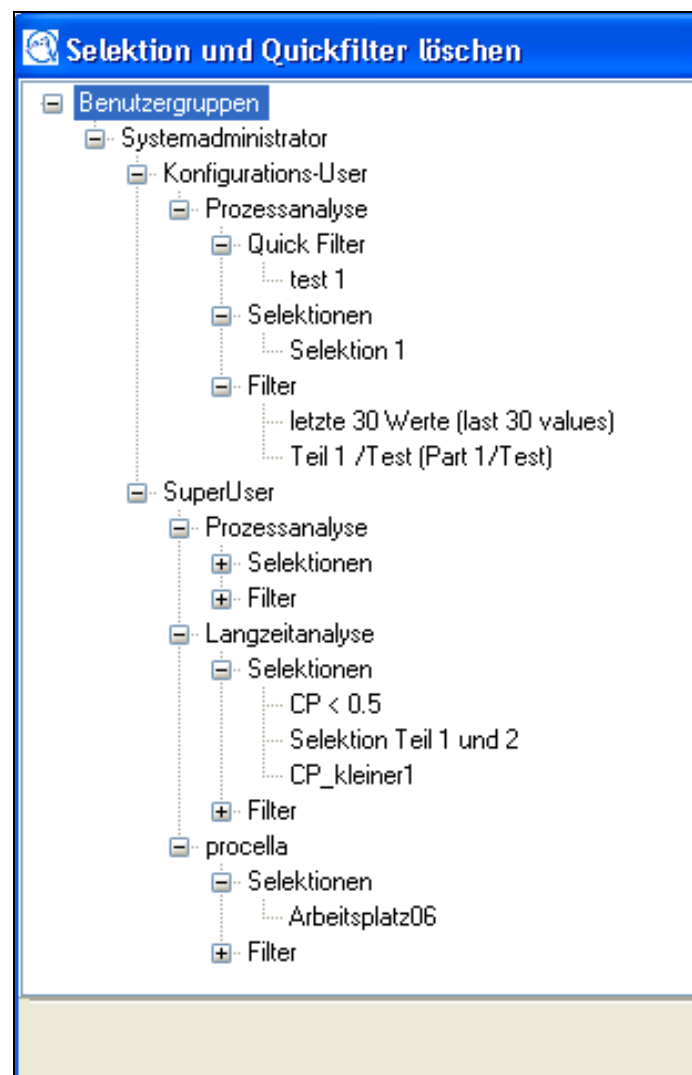 Selektion und Quickfilter löschen
Benutzergruppen
Systemadministrator
Konfigurations-User
Prozessanalyse
Quick Filter
test 1
Selektionen
Selektion 1
Filter
letzte 30 Werte (last 30 values)
Teil 1 /Test (Part 1/Test)
SuperUser
Prozessanalyse
Selektionen
Filter
Langzeitanalyse
Selektionen
CP < 0.5
Selektion Teil 1 und 2
CP_kleiner1
Filter
procella
Selektionen
Arbeitsplatz06
Filter